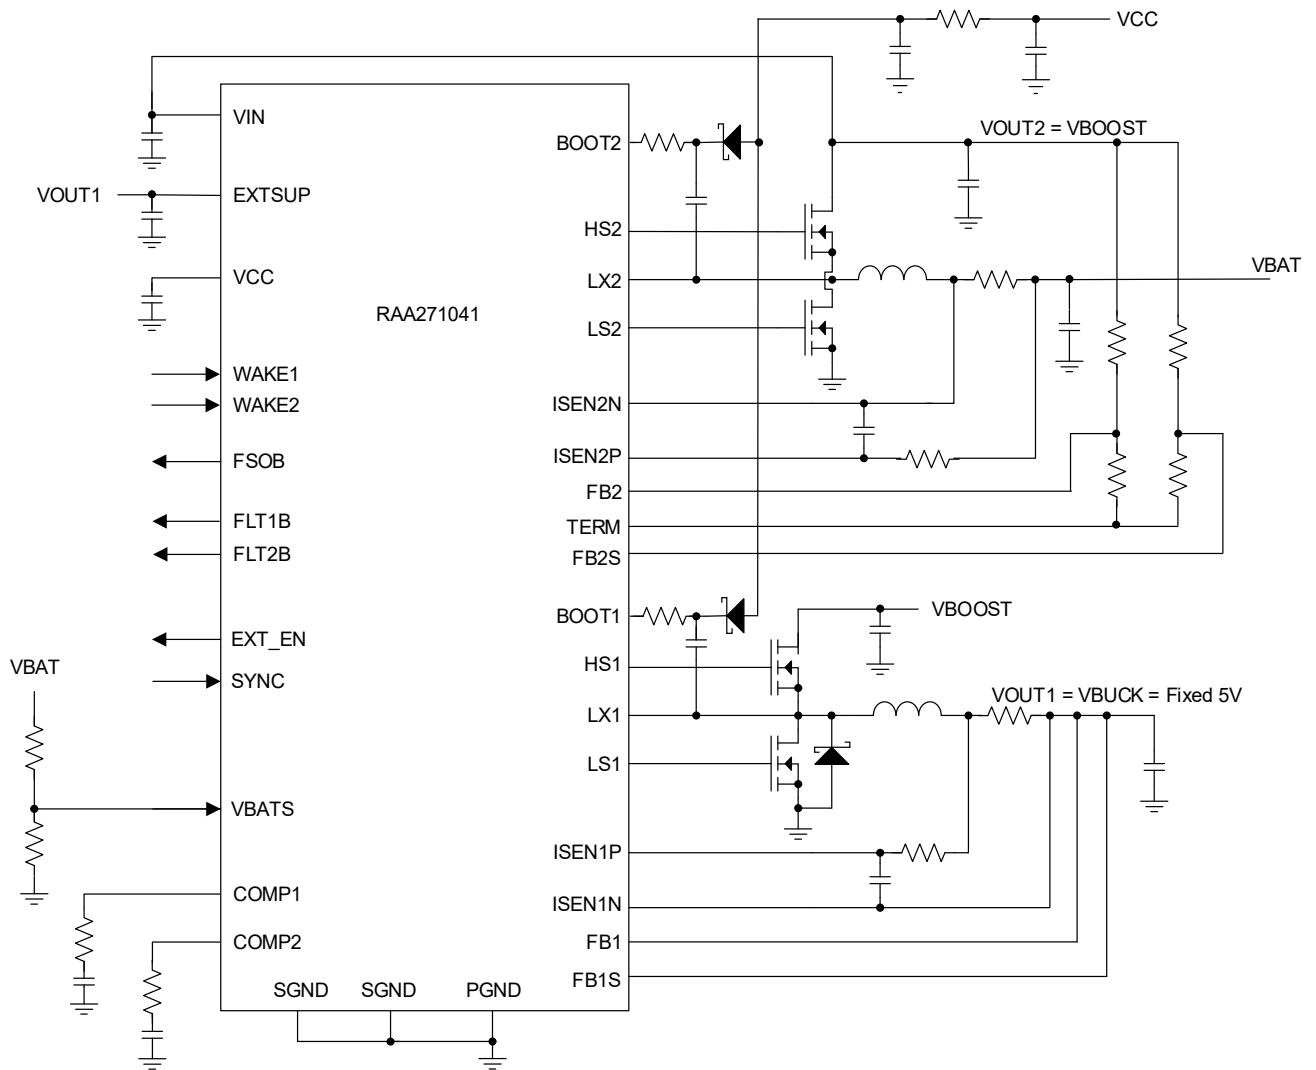 VCC
VIN
BOOT2
VOUT2 = VBOOST
VOUT1
EXTSUP
HS2
VCC
LX2
VBAT
RAA271041
LS2
WAKE1
WAKE2
ISEN2N
FSOB
ISEN2P
FB2
FLT1B
TERM
FLT2B
FB2S
BOOT1
VBOOST
EXT_EN
VBAT
HS1
SYNC
LX1
VOUT1 = VBUCK = Fixed 5V
LS1
VBATS
ISEN1P
COMP1
ISEN1N
COMP2
FB1
FB1S
SGND
SGND
PGND